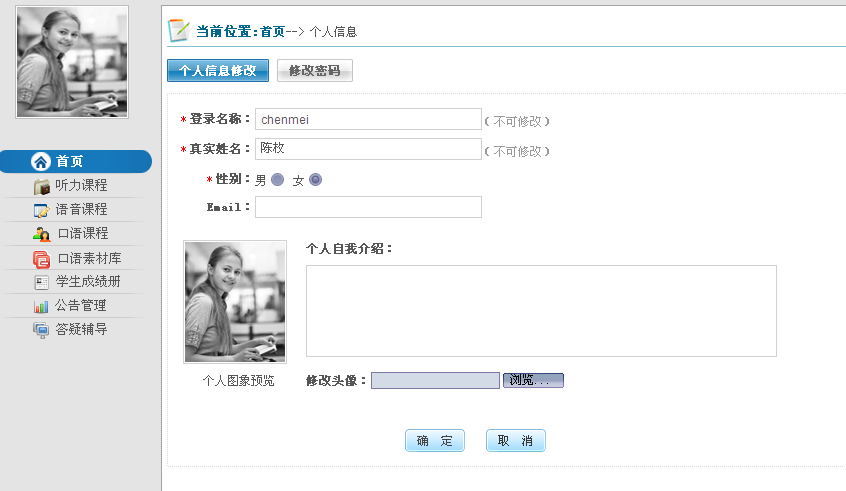 当前位置:首页--> 个人信息
个人信息修改 修改密码
*登录名称： chenmei （不可修改）
*真实姓名： 陈枚 （不可修改）
*性别：男 女
Email：
个人自我介绍：
个人图象预览
修改头像： 浏览...
确 定 取 消
首页
听力课程
语音课程
口语课程
口语素材库
学生成绩册
公告管理
答疑辅导